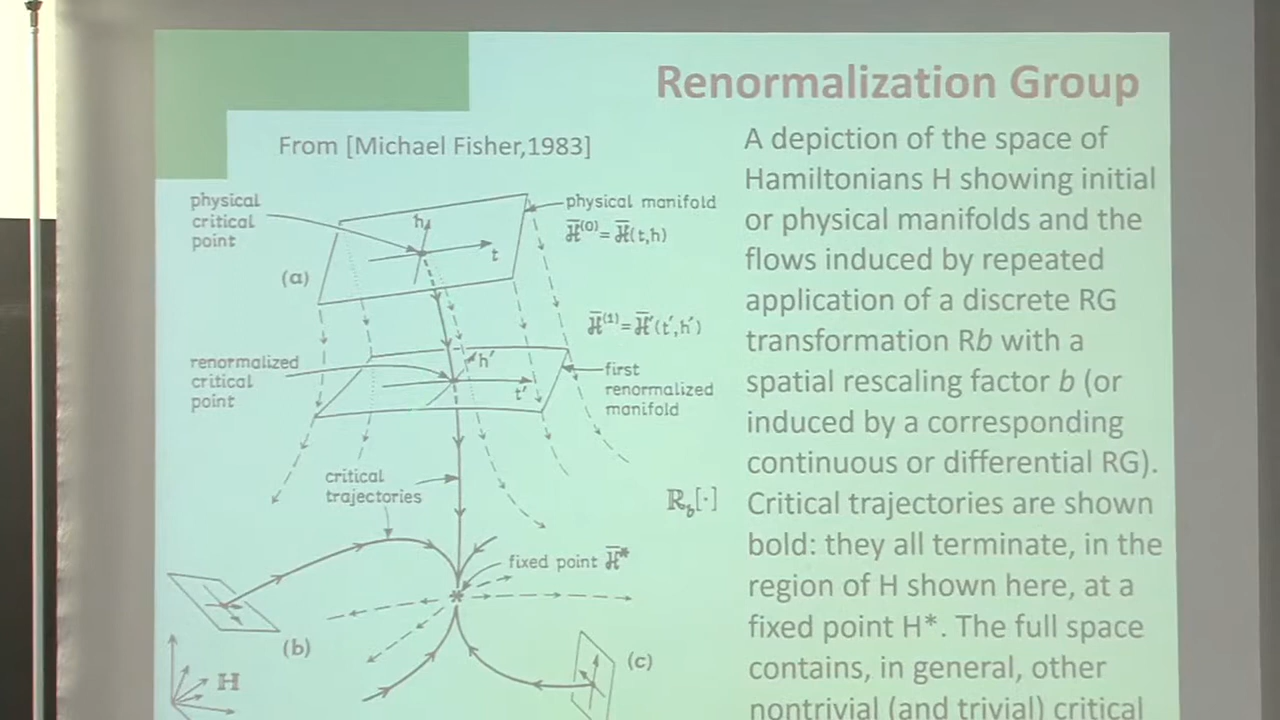 Renormalization Group
From [Michael Fisher,1983]
physical
critical
point
h
t
physical manifold
ℋ̅⁽⁰⁾= ℋ̅(t,h)
(a)
ℋ̅⁽¹⁾=ℋ̅′(t′,h′)
renormalized
critical
point
h′
t′
first
renormalized
manifold
critical
trajectories
ℝb[·]
fixed point ℋ̅*
*
(b)
(c)
ℍ
A depiction of the space of
Hamiltonians H showing initial
or physical manifolds and the
flows induced by repeated
application of a discrete RG
transformation Rb with a
spatial rescaling factor b (or
induced by a corresponding
continuous or differential RG).
Critical trajectories are shown
bold: they all terminate, in the
region of H shown here, at a
fixed point H*. The full space
contains, in general, other
nontrivial (and trivial) critical